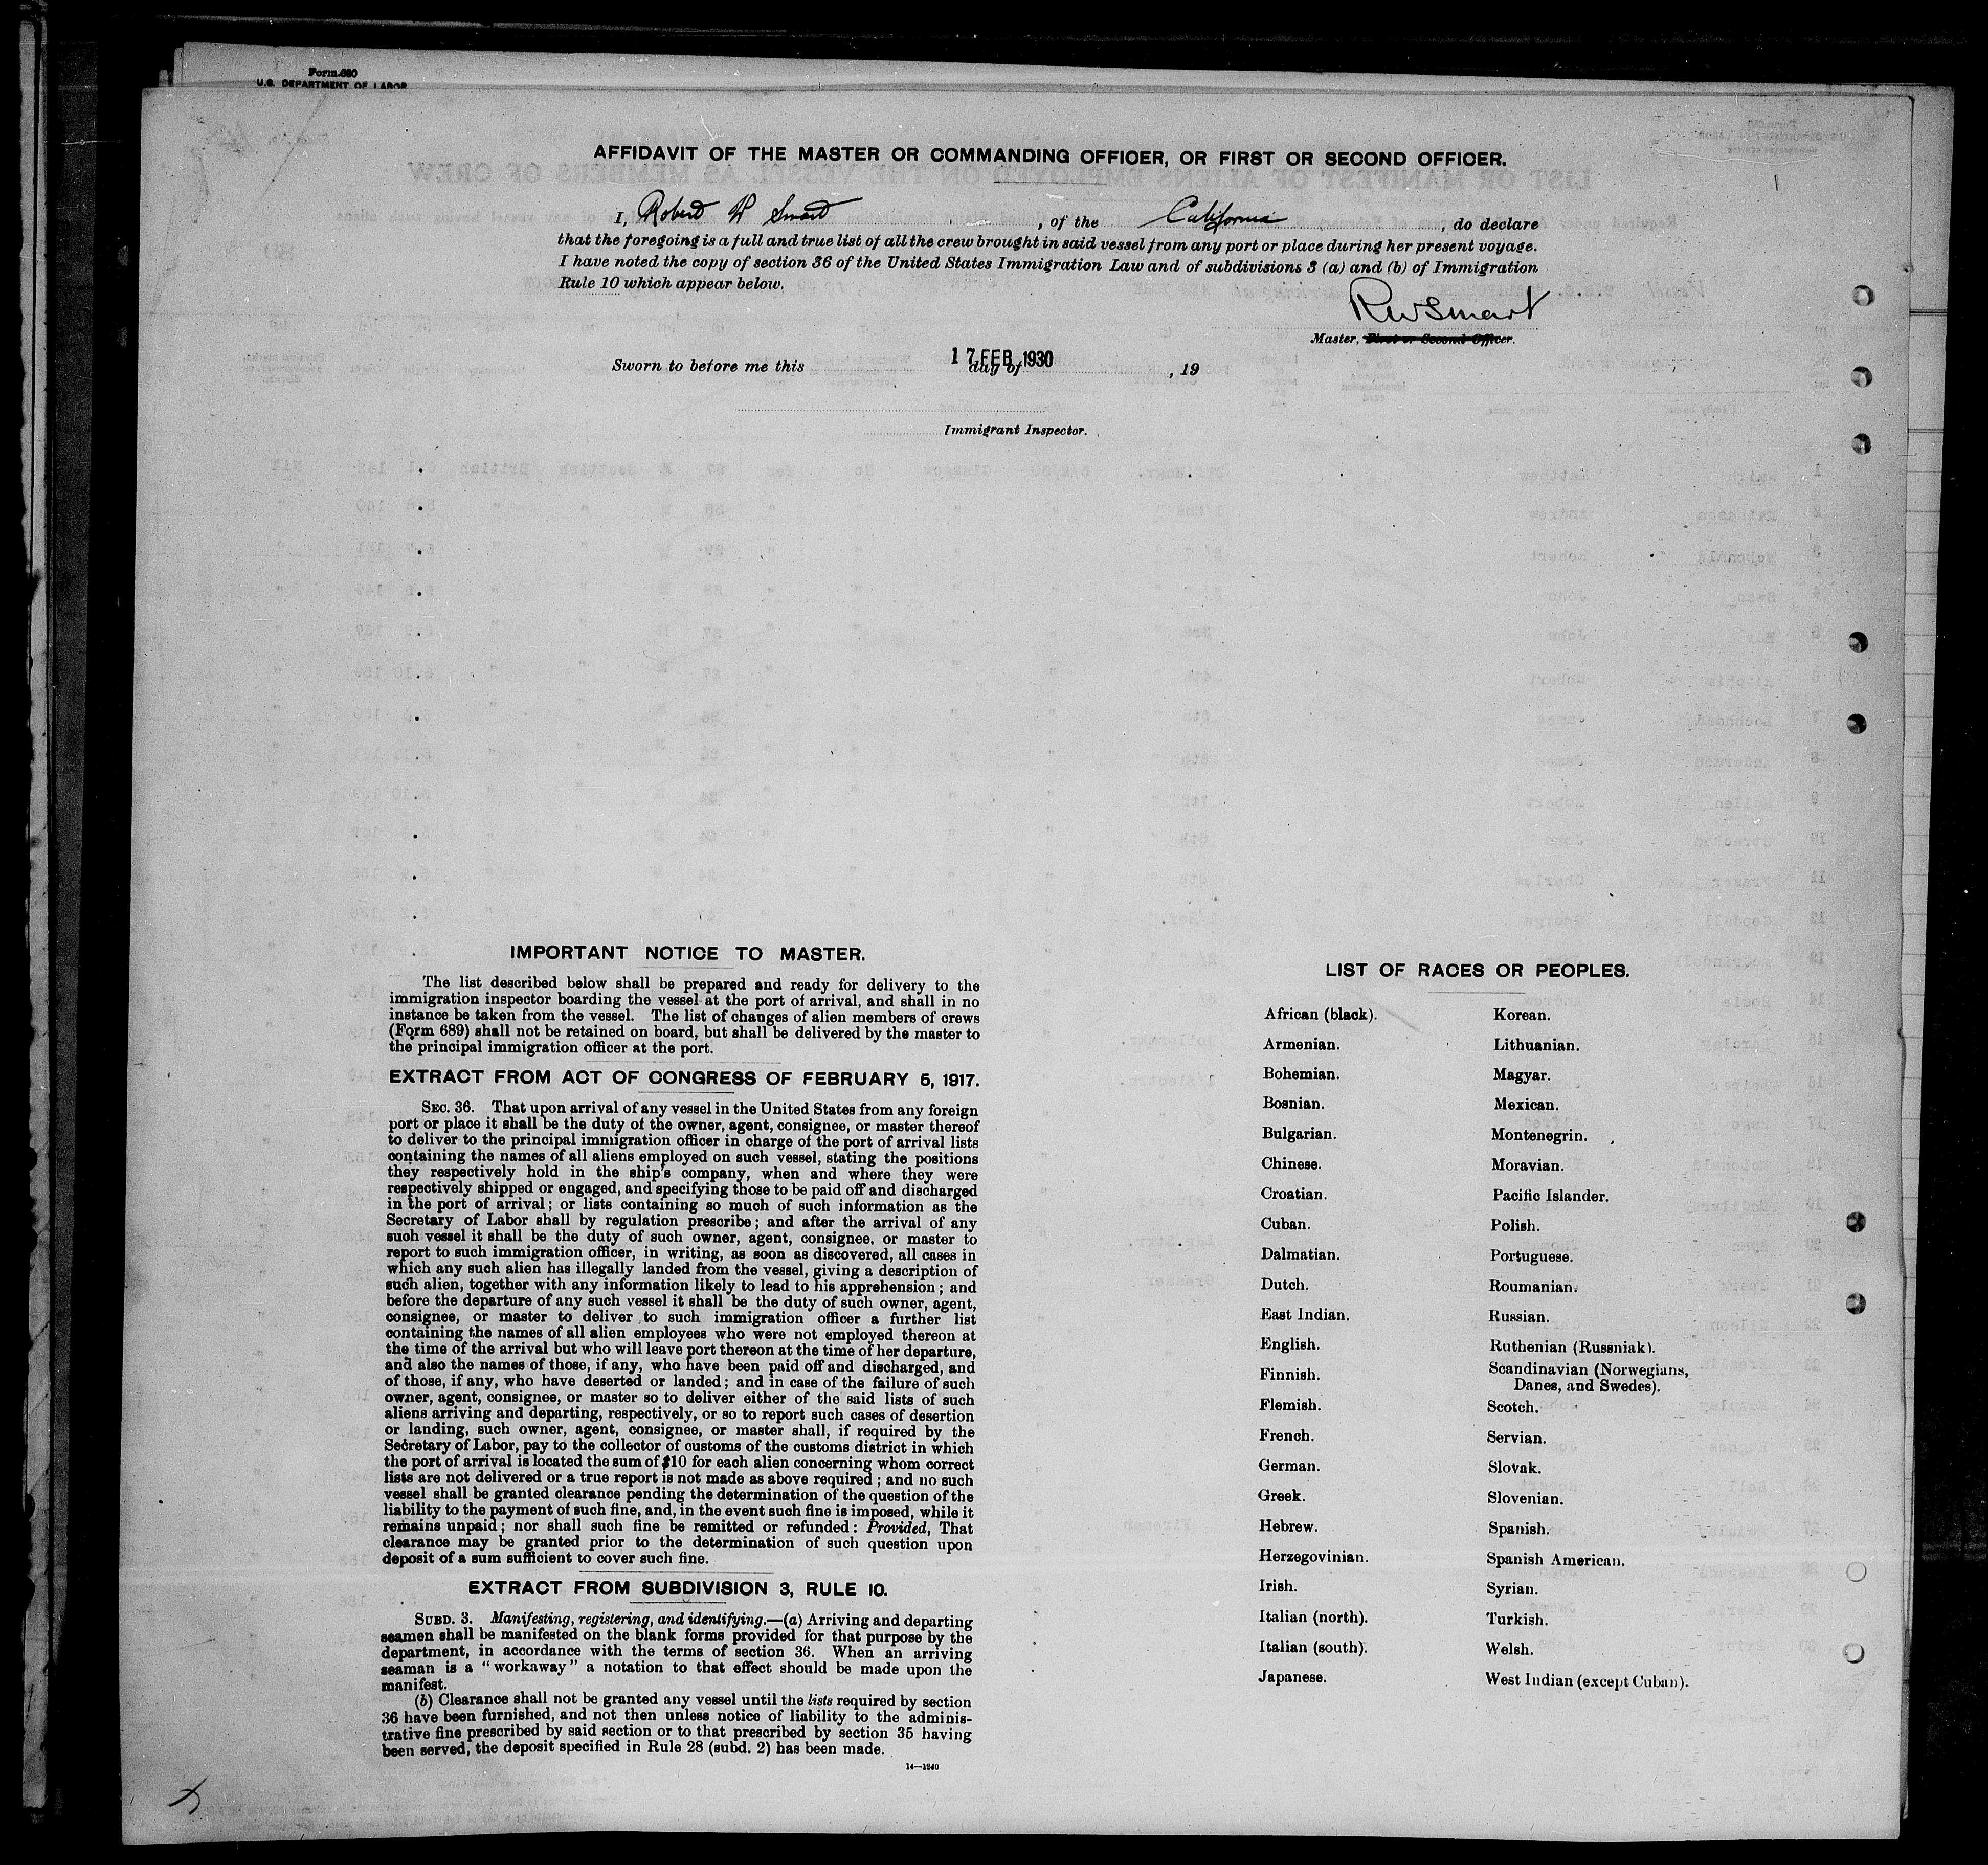 Form 680
U.S. DEPARTMENT OF LABOR
AFFIDAVIT OF THE MASTER OR COMMANDING OFFICER, OR FIRST OR SECOND OFFICER.
I, Robert W Smart, of the California, do declare
that the foregoing is a full and true list of all the crew brought in said vessel from any port or place during her present voyage.
I have noted the copy of section 36 of the United States Immigration Law and of subdivisions 3 (a) and (b) of Immigration
Rule 10 which appear below.
RWSmart
Master, First or Second Officer.
Sworn to before me this 17 FEB 1930 day of , 19
Immigrant Inspector.
IMPORTANT NOTICE TO MASTER.
The list described below shall be prepared and ready for delivery to the
immigration inspector boarding the vessel at the port of arrival, and shall in no
instance be taken from the vessel. The list of changes of alien members of crews
(Form 689) shall not be retained on board, but shall be delivered by the master to
the principal immigration officer at the port.
EXTRACT FROM ACT OF CONGRESS OF FEBRUARY 5, 1917.
SEC. 36. That upon arrival of any vessel in the United States from any foreign
port or place it shall be the duty of the owner, agent, consignee, or master thereof
to deliver to the principal immigration officer in charge of the port of arrival lists
containing the names of all aliens employed on such vessel, stating the positions
they respectively hold in the ship's company, when and where they were
respectively shipped or engaged, and specifying those to be paid off and discharged
in the port of arrival; or lists containing so much of such information as the
Secretary of Labor shall by regulation prescribe; and after the arrival of any
such vessel it shall be the duty of such owner, agent, consignee, or master to
report to such immigration officer, in writing, as soon as discovered, all cases in
which any such alien has illegally landed from the vessel, giving a description of
such alien, together with any information likely to lead to his apprehension; and
before the departure of any such vessel it shall be the duty of such owner, agent,
consignee, or master to deliver to such immigration officer a further list
containing the names of all alien employees who were not employed thereon at
the time of the arrival but who will leave port thereon at the time of her departure,
and also the names of those, if any, who have been paid off and discharged, and
of those, if any, who have deserted or landed; and in case of the failure of such
owner, agent, consignee, or master so to deliver either of the said lists of such
aliens arriving and departing, respectively, or so to report such cases of desertion
or landing, such owner, agent, consignee, or master shall, if required by the
Secretary of Labor, pay to the collector of customs of the customs district in which
the port of arrival is located the sum of $10 for each alien concerning whom correct
lists are not delivered or a true report is not made as above required; and no such
vessel shall be granted clearance pending the determination of the question of the
liability to the payment of such fine, and, in the event such fine is imposed, while it
remains unpaid; nor shall such fine be remitted or refunded: Provided, That
clearance may be granted prior to the determination of such question upon
deposit of a sum sufficient to cover such fine.
EXTRACT FROM SUBDIVISION 3, RULE 10.
SUBD. 3. Manifesting, registering, and identifying.—(a) Arriving and departing
seamen shall be manifested on the blank forms provided for that purpose by the
department, in accordance with the terms of section 36. When an arriving
seaman is a "workaway" a notation to that effect should be made upon the
manifest.
(b) Clearance shall not be granted any vessel until the lists required by section
36 have been furnished, and not then unless notice of liability to the adminis-
trative fine prescribed by said section or to that prescribed by section 35 having
been served, the deposit specified in Rule 28 (subd. 2) has been made.
14—1240
LIST OF RACES OR PEOPLES.
African (black).
Armenian.
Bohemian.
Bosnian.
Bulgarian.
Chinese.
Croatian.
Cuban.
Dalmatian.
Dutch.
East Indian.
English.
Finnish.
Flemish.
French.
German.
Greek.
Hebrew.
Herzegovinian.
Irish.
Italian (north).
Italian (south).
Japanese.
Korean.
Lithuanian.
Magyar.
Mexican.
Montenegrin.
Moravian.
Pacific Islander.
Polish.
Portuguese.
Roumanian.
Russian.
Ruthenian (Russniak).
Scandinavian (Norwegians,
Danes, and Swedes).
Scotch.
Servian.
Slovak.
Slovenian.
Spanish.
Spanish American.
Syrian.
Turkish.
Welsh.
West Indian (except Cuban).